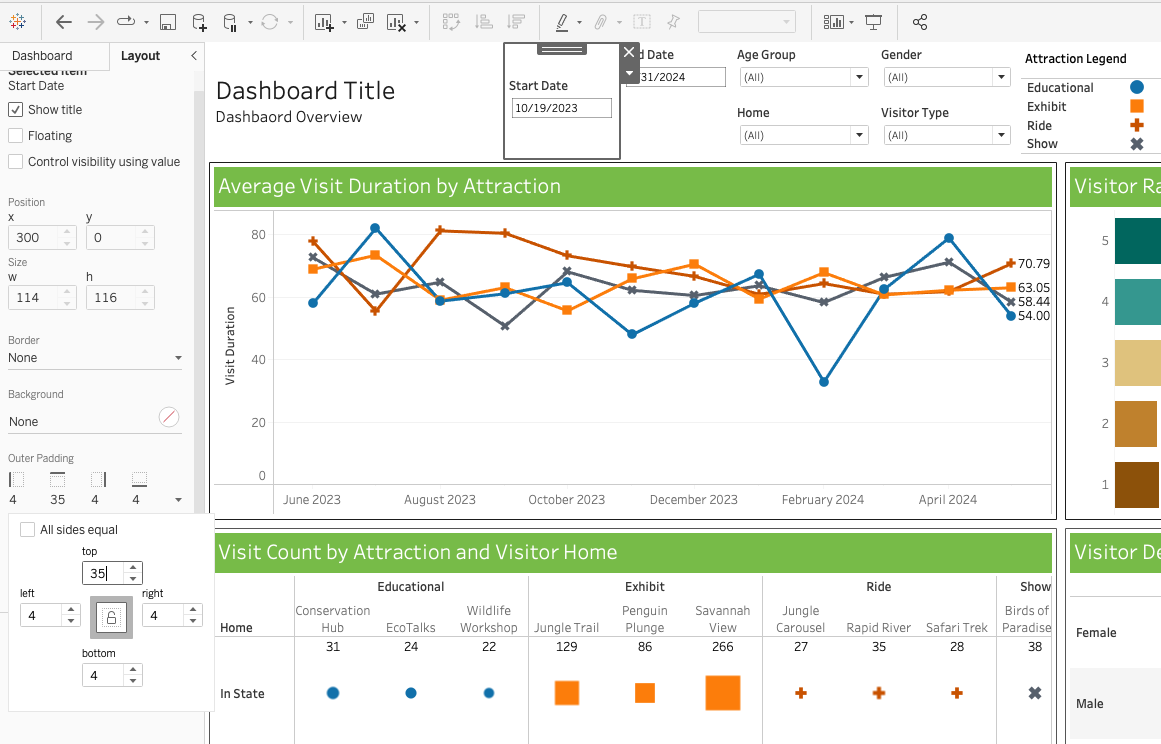 Dashboard
Layout
Selected Item
Start Date
Show title
Floating
Control visibility using value
Position
x
y
300
0
Size
w
h
114
116
Border
None
Background
None
Outer Padding
4
35
4
4
All sides equal
top
35
left
right
4
4
bottom
4
Dashboard Title
Dashbaord Overview
Start Date
10/19/2023
d Date
31/2024
Age Group
(All)
Gender
(All)
Home
(All)
Visitor Type
(All)
Attraction Legend
Educational
Exhibit
Ride
Show
Average Visit Duration by Attraction
Visit Duration
80
60
40
20
0
70.79
63.05
58.44
54.00
June 2023
August 2023
October 2023
December 2023
February 2024
April 2024
Visitor Ra
5
4
3
2
1
Visit Count by Attraction and Visitor Home
Educational
Exhibit
Ride
Show
Home
Conservation
Hub
EcoTalks
Wildlife
Workshop
Jungle Trail
Penguin
Plunge
Savannah
View
Jungle
Carousel
Rapid River
Safari Trek
Birds of
Paradise
In State
31
24
22
129
86
266
27
35
28
38
Visitor De
Female
Male